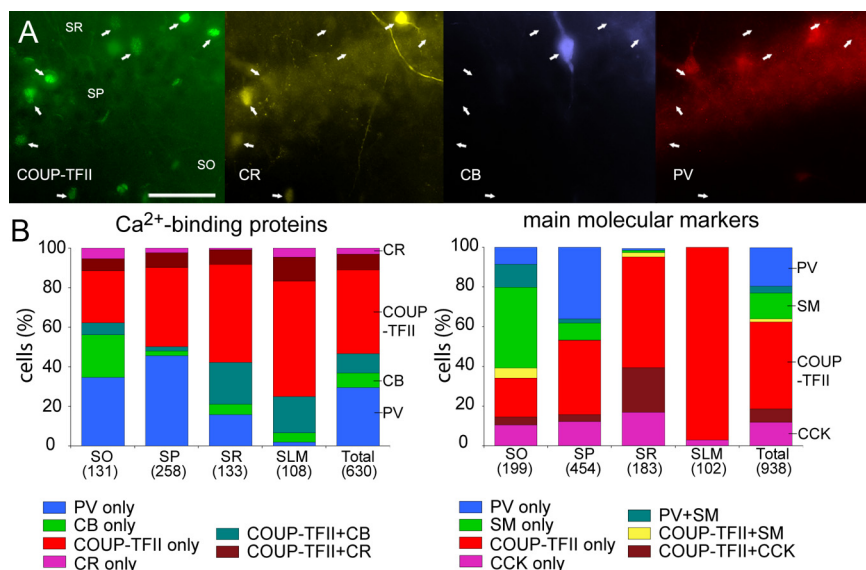 A
SR
SP
SO
COUP-TFII
CR
CB
PV
B
Ca2+-binding proteins
cells (%)
100
80
60
40
20
0
CR
COUP
-TFII
CB
PV
SO
SP
SR
SLM
Total
(131)
(258)
(133)
(108)
(630)
PV only
CB only
COUP-TFII only
CR only
COUP-TFII+CB
COUP-TFII+CR
main molecular markers
cells (%)
100
80
60
40
20
0
PV
SM
COUP
-TFII
CCK
SO
SP
SR
SLM
Total
(199)
(454)
(183)
(102)
(938)
PV only
SM only
COUP-TFII only
CCK only
PV+SM
COUP-TFII+SM
COUP-TFII+CCK